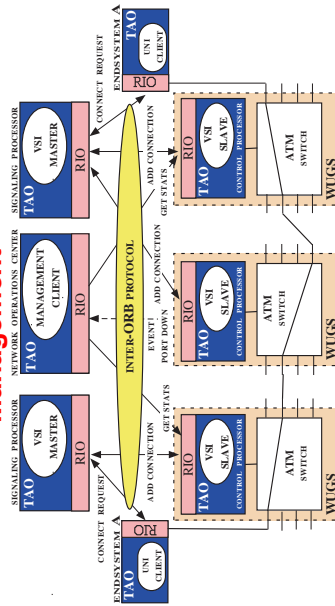 Management
SIGNALING PROCESSOR
TAO
VSI
MASTER
RIO
NETWORK OPERATIONS CENTER
TAO
MANAGEMENT
CLIENT
RIO
SIGNALING PROCESSOR
TAO
VSI
MASTER
RIO
CONNECT REQUEST
CONNECT REQUEST
ENDSYSTEM A
TAO
UNI
CLIENT
RIO
INTER-ORB PROTOCOL
ENDSYSTEM A
RIO
TAO
UNI
CLIENT
ADD CONNECTION
GET STATS
EVENT!
PORT DOWN
ADD CONNECTION
GET STATS
ADD CONNECTION
RIO
TAO
VSI
SLAVE
CONTROL PROCESSOR
ATM
SWITCH
WUGS
RIO
TAO
VSI
SLAVE
CONTROL PROCESSOR
ATM
SWITCH
WUGS
RIO
TAO
VSI
SLAVE
CONTROL PROCESSOR
ATM
SWITCH
WUGS